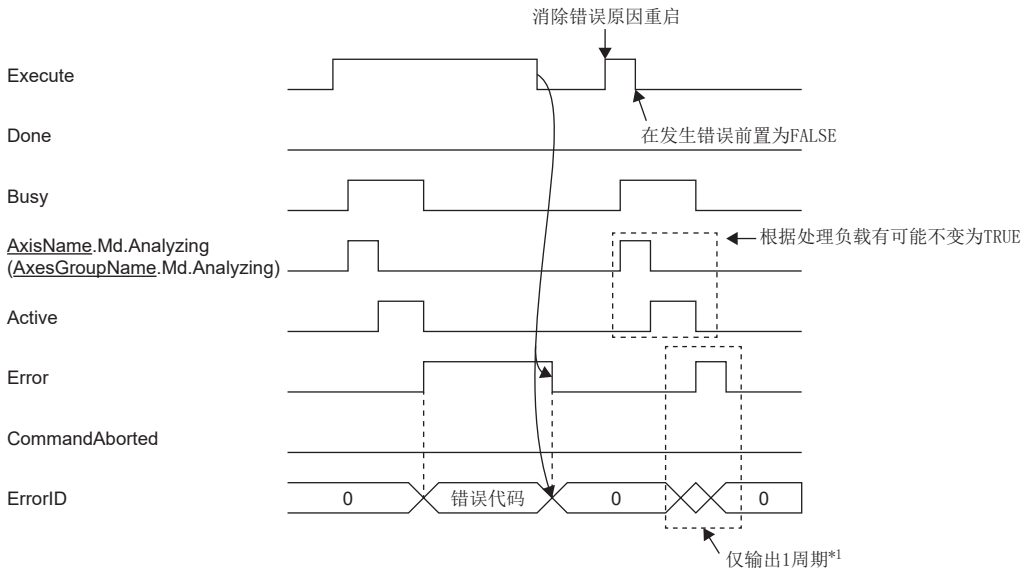 消除错误原因重启
Execute
在发生错误前置为FALSE
Done
Busy
根据处理负载有可能不变为TRUE
AxisName.Md.Analyzing
(AxesGroupName.Md.Analyzing)
Active
Error
CommandAborted
ErrorID
0
错误代码
0
0
仅输出1周期*1